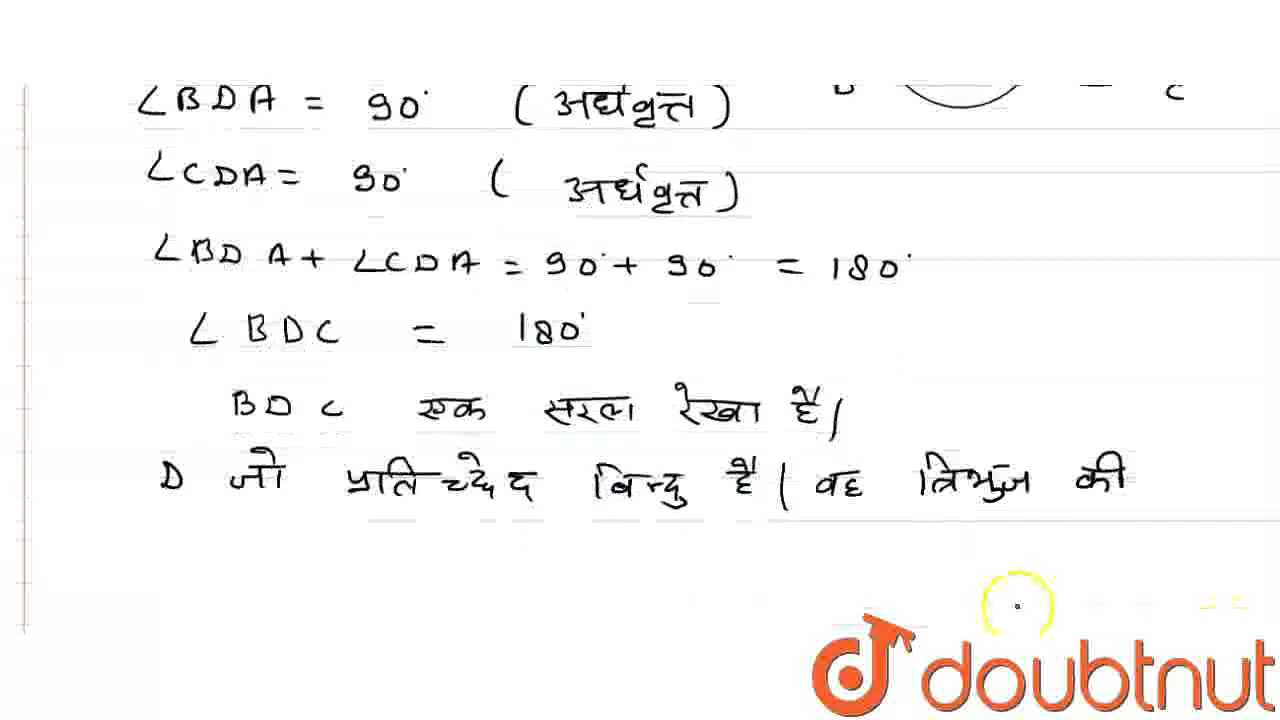 ∠BDA = 90° (अर्धवृत्त)
B C
∠CDA = 90° (अर्धवृत्त)
∠BDA + ∠CDA = 90° + 90° = 180°
∠BDC = 180°
BDC एक सरल रेखा है।
D जो प्रतिच्छेद बिन्दु है। वह त्रिभुज की
doubtnut